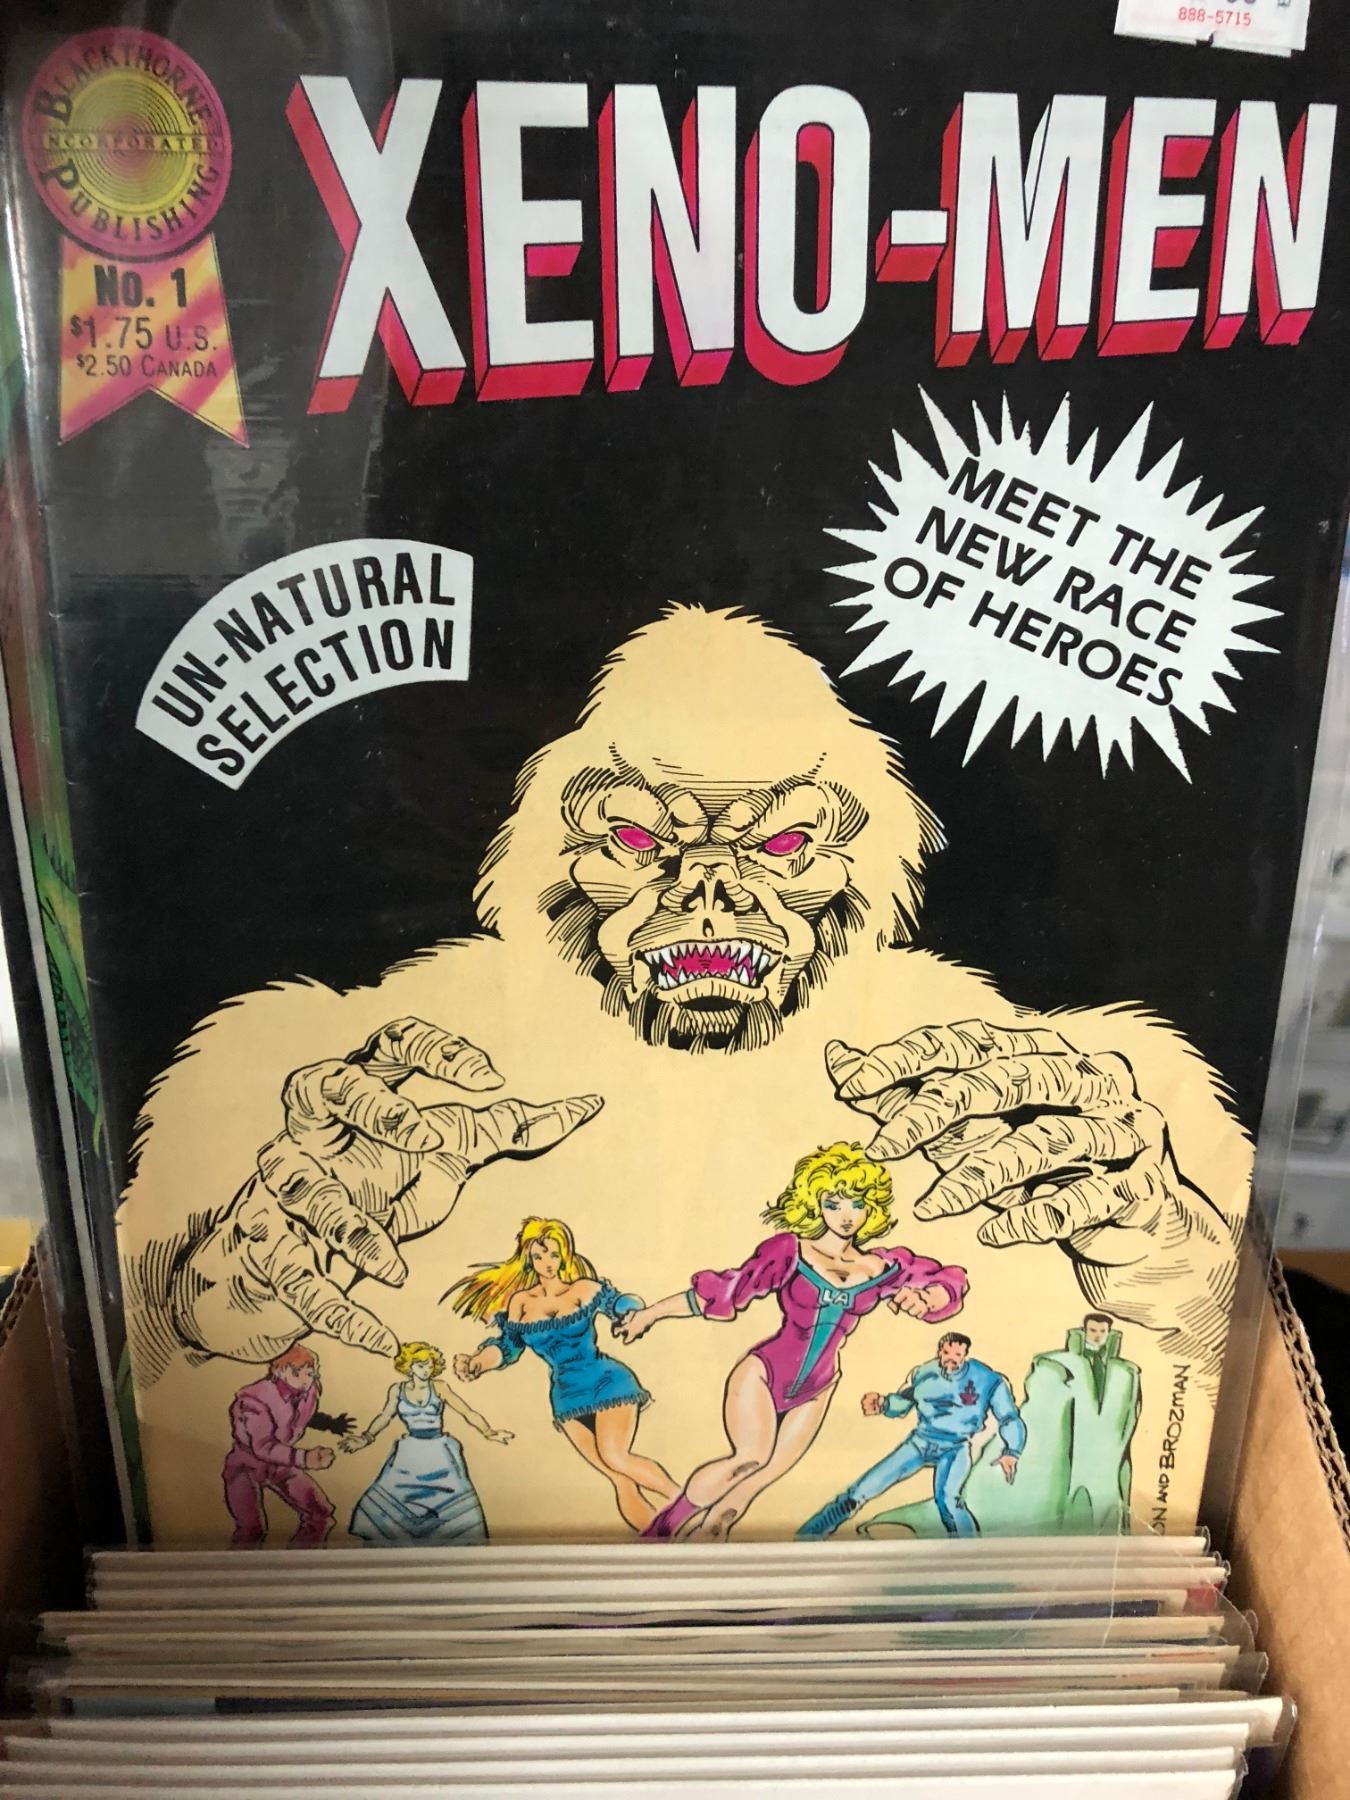 888-5715
BLACKTHORNE
INCORPORATED
PUBLISHING
No. 1
$1.75 U.S.
$2.50 CANADA
XENO-MEN
MEET THE
NEW RACE
OF HEROES
UN-NATURAL
SELECTION
LA
AND BROZMAN